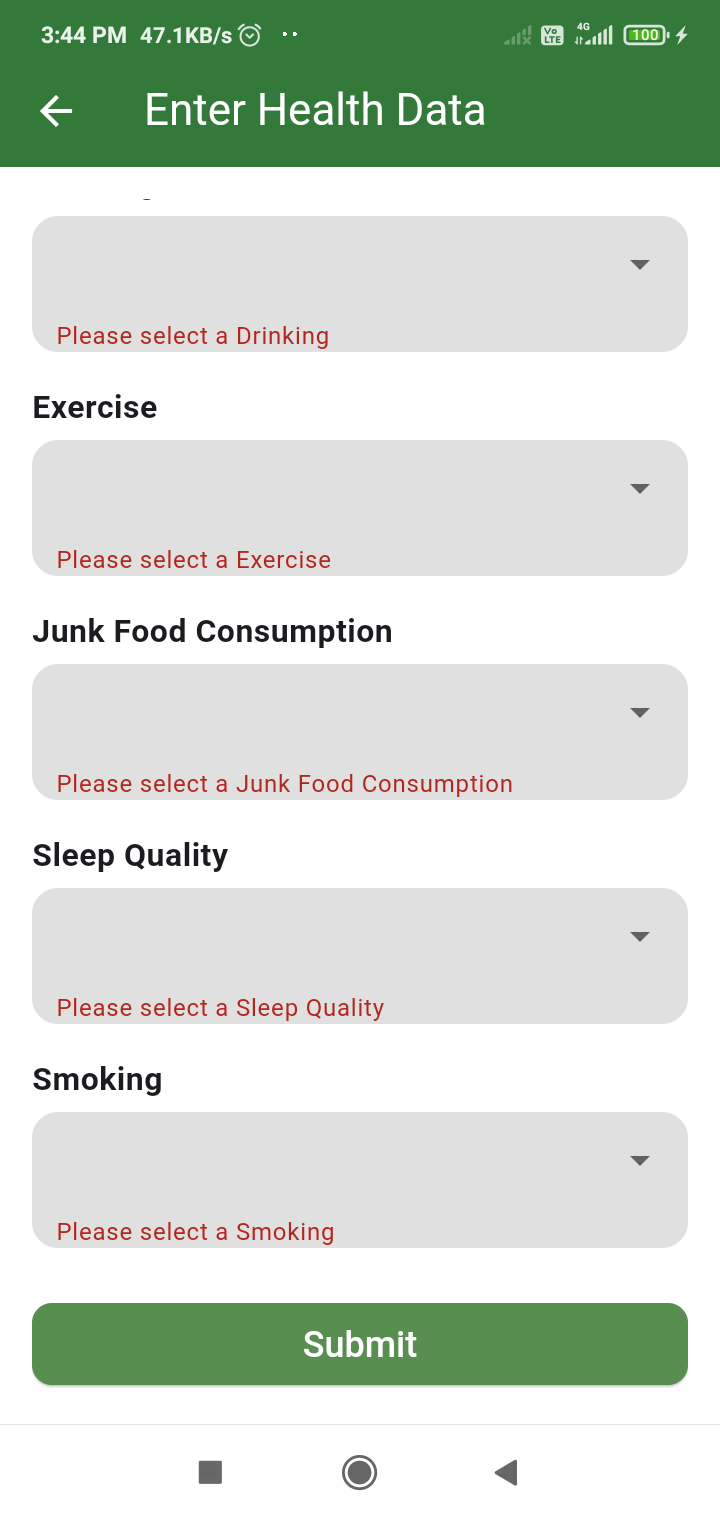 3:44 PM 47.1KB/s
Vo LTE 4G 100
Enter Health Data
Please select a Drinking
Exercise
Please select a Exercise
Junk Food Consumption
Please select a Junk Food Consumption
Sleep Quality
Please select a Sleep Quality
Smoking
Please select a Smoking
Submit